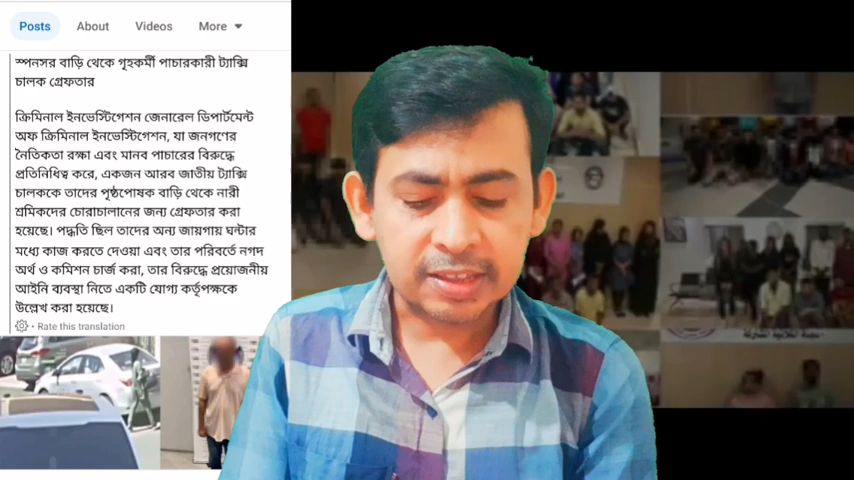 Posts
About
Videos
More
স্পনসর বাড়ি থেকে গৃহকর্মী পাচারকারী ট্যাক্সি
চালক গ্রেফতার
ক্রিমিনাল ইনভেস্টিগেশন জেনারেল ডিপার্টমেন্ট
অফ ক্রিমিনাল ইনভেস্টিগেশন, যা জনগণের
নৈতিকতা রক্ষা এবং মানব পাচারের বিরুদ্ধে
প্রতিনিধিত্ব করে, একজন আরব জাতীয় ট্যাক্সি
চালককে তাদের পৃষ্ঠপোষক বাড়ি থেকে নারী
শ্রমিকদের চোরাচালানের জন্য গ্রেফতার করা
হয়েছে। পদ্ধতি ছিল তাদের অন্য জায়গায় ঘন্টার
মধ্যে কাজ করতে দেওয়া এবং তার পরিবর্তে নগদ
অর্থ ও কমিশন চার্জ করা, তার বিরুদ্ধে প্রয়োজনীয়
আইনি ব্যবস্থা নিতে একটি যোগ্য কর্তৃপক্ষকে
উল্লেখ করা হয়েছে।
• Rate this translation